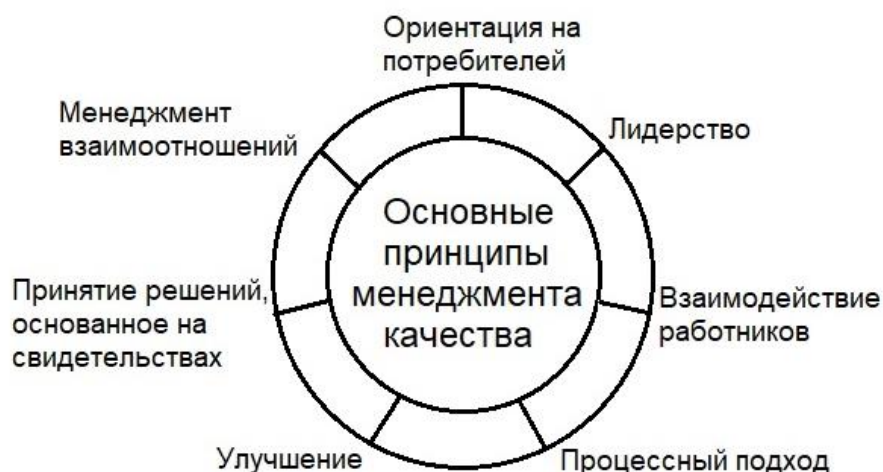 Ориентация на
потребителей
Лидерство
Взаимодействие
работников
Процессный подход
Улучшение
Принятие решений,
основанное на
свидетельствах
Менеджмент
взаимоотношений
Основные
принципы
менеджмента
качества